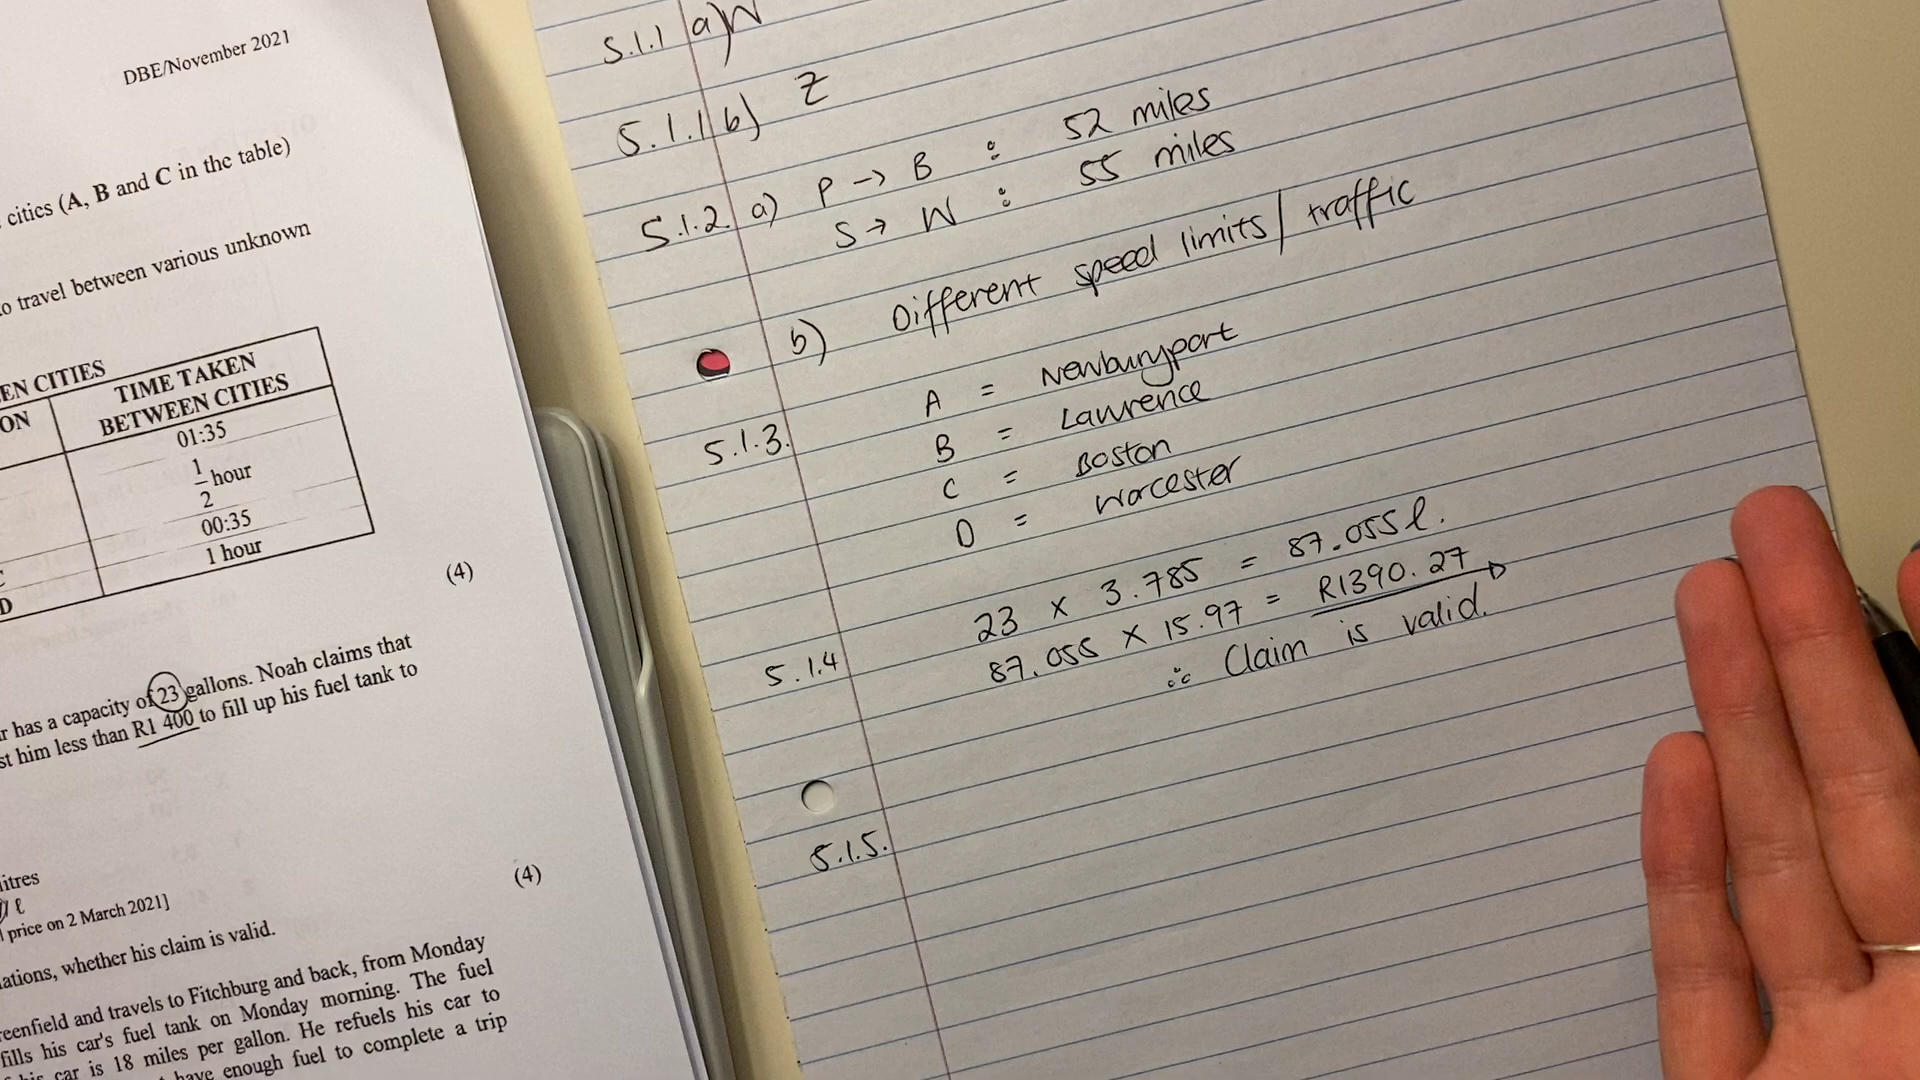 DBE/November 2021
cities (A, B and C in the table)
to travel between various unknown
EN CITIES
ON
TIME TAKEN
BETWEEN CITIES
01:35
1/2 hour
00:35
1 hour
D
(4)
r has a capacity of 23 gallons. Noah claims that
st him less than R1 400 to fill up his fuel tank to
litres
/ℓ
price on 2 March 2021]
(4)
ations, whether his claim is valid.
reenfield and travels to Fitchburg and back, from Monday
fills his car's fuel tank on Monday morning. The fuel
his car is 18 miles per gallon. He refuels his car to
have enough fuel to complete a trip
5.1.1 a) W
5.1.1 b) Z
5.1.2. a) P → B : 52 miles
S → W : 55 miles
b) Different speed limits / traffic
5.1.3. A = Newburyport
B = Lawrence
C = Boston
D = Worcester
5.1.4 23 × 3.785 = 87.055 ℓ.
87.055 × 15.97 = R1390.27
∴ Claim is valid.
5.1.5.